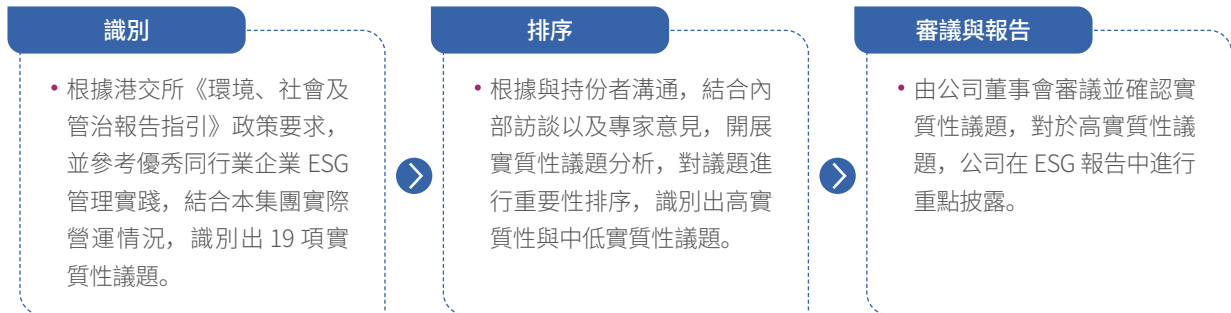 識別
• 根據港交所《環境、社會及
管治報告指引》政策要求，
並參考優秀同行業企業 ESG
管理實踐，結合本集團實際
營運情況，識別出 19 項實
質性議題。
排序
• 根據與持份者溝通，結合內
部訪談以及專家意見，開展
實質性議題分析，對議題進
行重要性排序，識別出高實
質性與中低實質性議題。
審議與報告
• 由公司董事會審議並確認實
質性議題，對於高實質性議
題，公司在 ESG 報告中進行
重點披露。